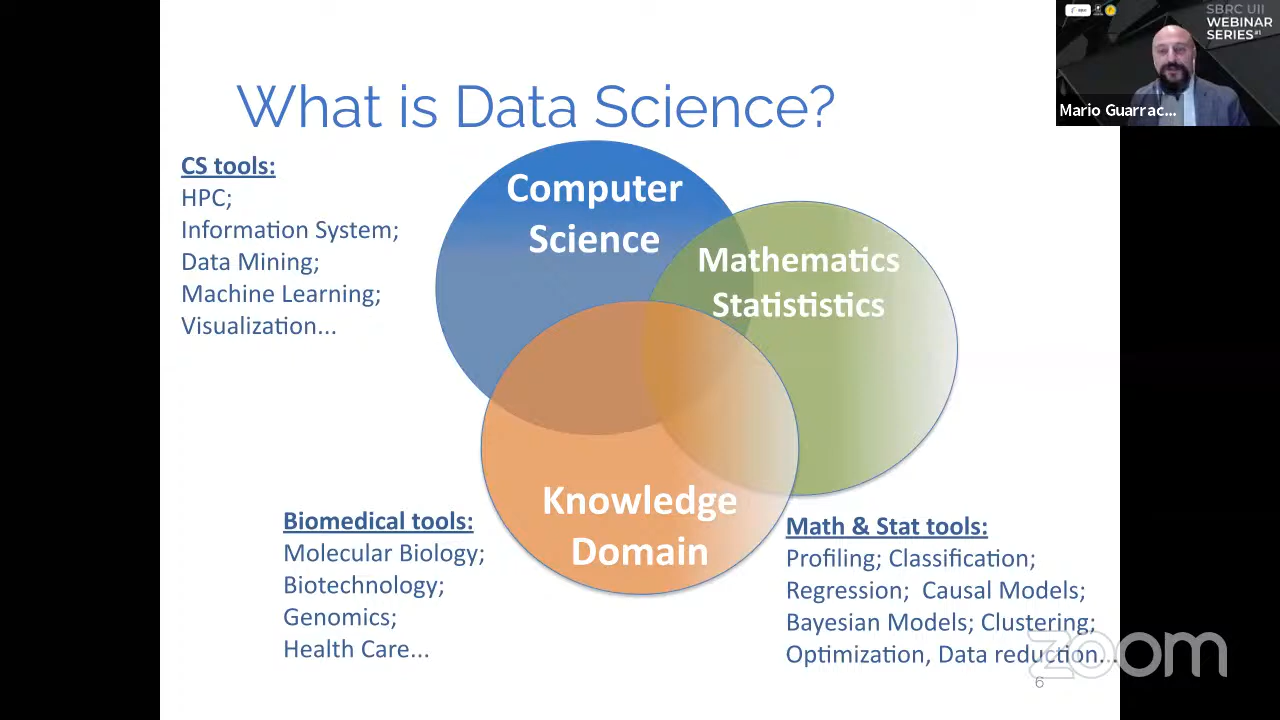 What is Data Science?
CS tools:
HPC;
Information System;
Data Mining;
Machine Learning;
Visualization...
Computer
Science
Mathematics
Statististics
Knowledge
Domain
Biomedical tools:
Molecular Biology;
Biotechnology;
Genomics;
Health Care...
Math & Stat tools:
Profiling; Classification;
Regression; Causal Models;
Bayesian Models; Clustering;
Optimization, Data reduction...
6
zoom
SBRC UII
WEBINAR
SERIES#1
Mario Guarrac...